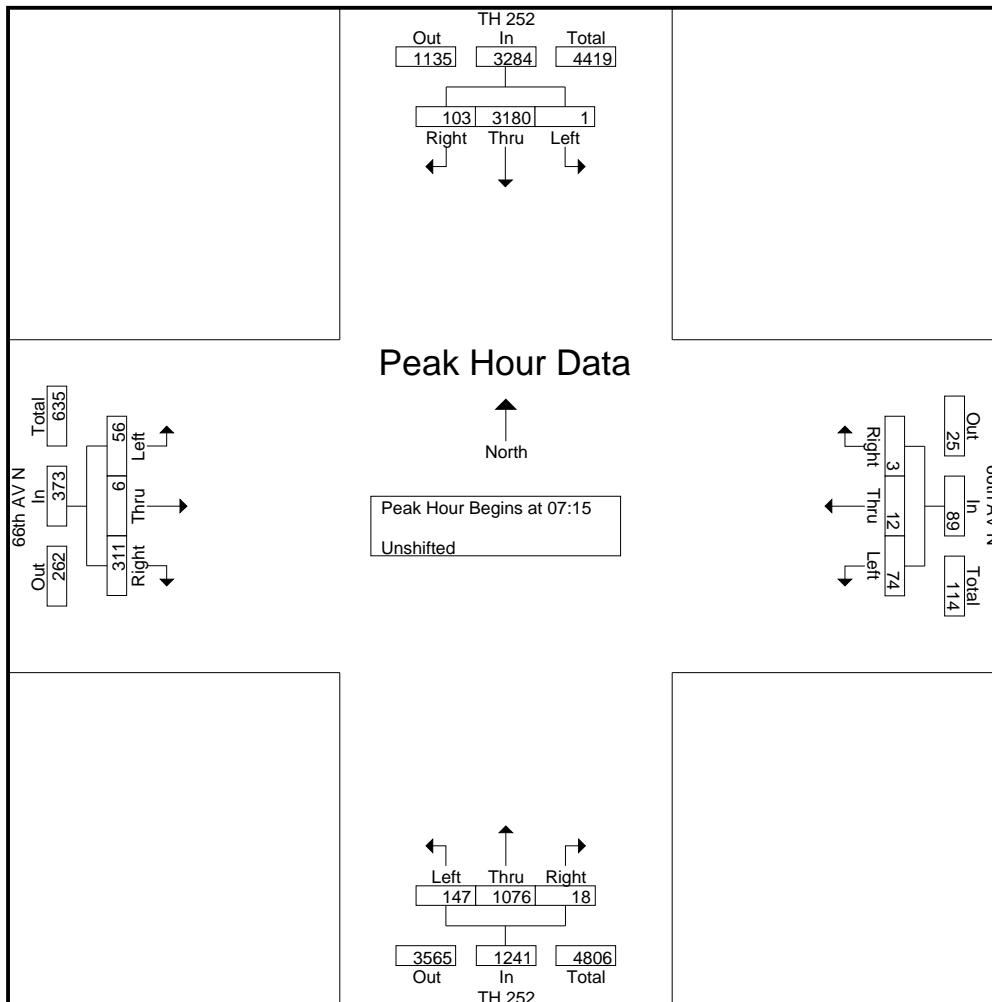 TH 252
Out In Total
1135 3284 4419
103 3180 1
Right Thru Left
Peak Hour Data
North
Peak Hour Begins at 07:15
Unshifted
66th AV N
Total In Out
635 373 262
56 6 311
Left Thru Right
Out In Total
25 89 114
3 12 74
Right Thru Left
AV N
Left Thru Right
147 1076 18
3565 1241 4806
Out In Total
TH 252